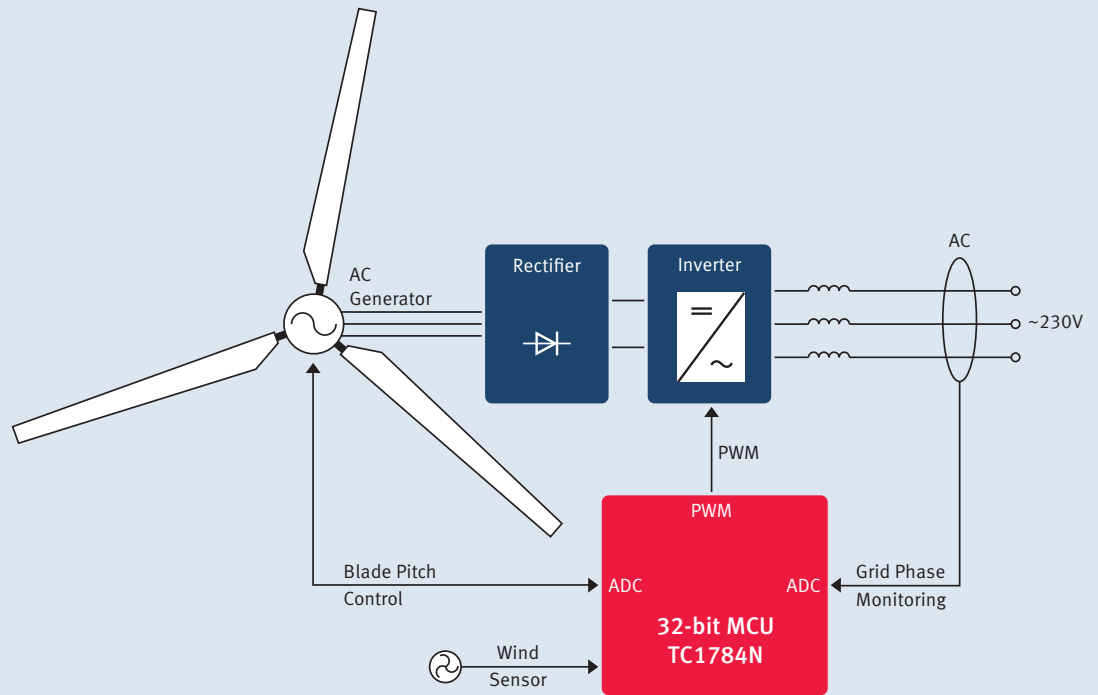 AC
Generator
Rectifier
Inverter
AC
~230V
PWM
PWM
Blade Pitch
Control
ADC
ADC
Grid Phase
Monitoring
32-bit MCU
TC1784N
Wind
Sensor